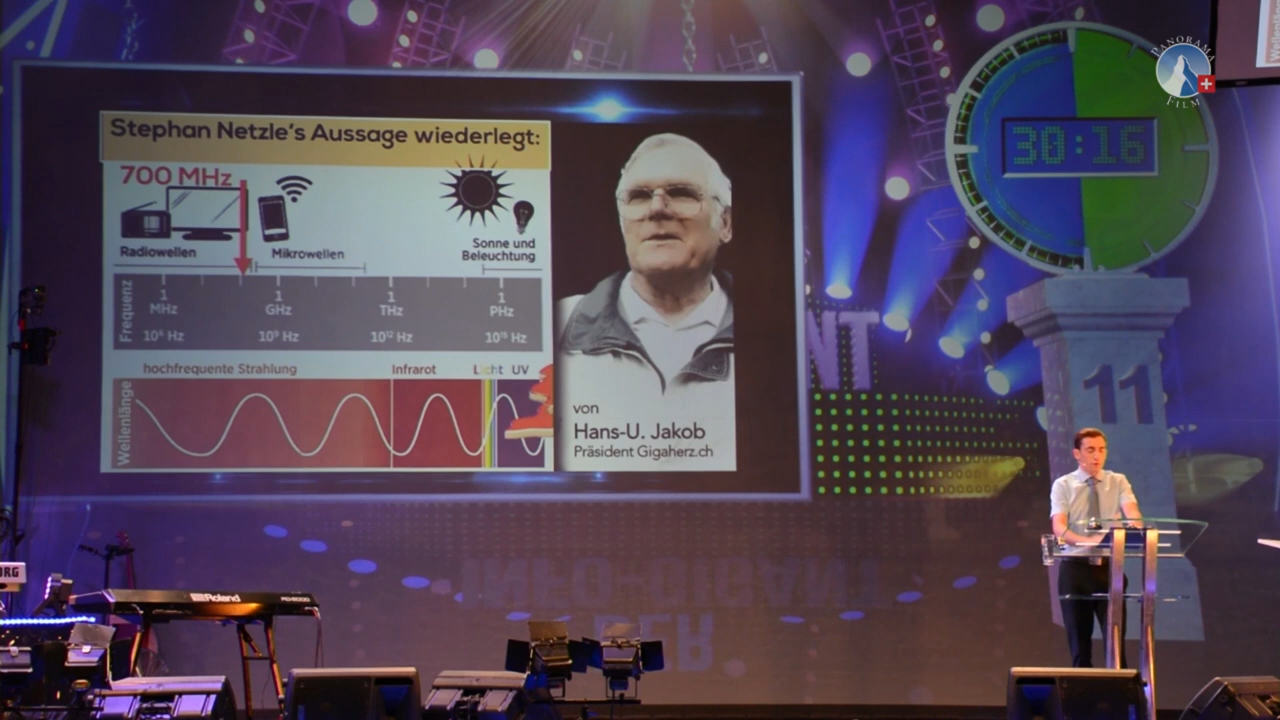 PANORAMA
FILM
30:16
11
Stephan Netzle's Aussage wiederlegt:
700 MHz
Radiowellen
Mikrowellen
Sonne und
Beleuchtung
Frequenz
1
MHz
10⁶ Hz
1
GHz
10⁹ Hz
1
THz
10¹² Hz
1
PHz
10¹⁵ Hz
hochfrequente Strahlung
Infrarot
Licht
UV
Wellenlänge
von
Hans-U. Jakob
Präsident Gigaherz.ch
NT
ORG
Roland